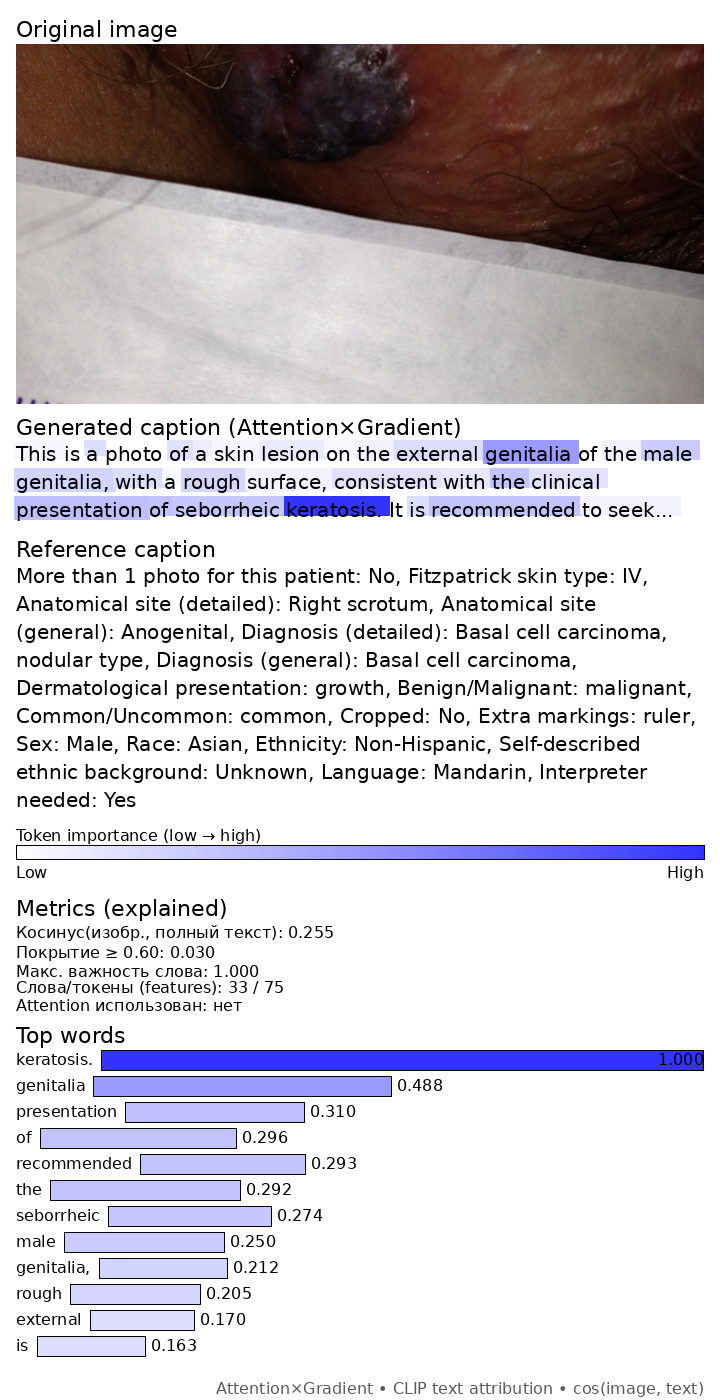 Original image
Generated caption (Attention×Gradient)
This is a photo of a skin lesion on the external genitalia of the male
genitalia, with a rough surface, consistent with the clinical
presentation of seborrheic keratosis. It is recommended to seek...
Reference caption
More than 1 photo for this patient: No, Fitzpatrick skin type: IV,
Anatomical site (detailed): Right scrotum, Anatomical site
(general): Anogenital, Diagnosis (detailed): Basal cell carcinoma,
nodular type, Diagnosis (general): Basal cell carcinoma,
Dermatological presentation: growth, Benign/Malignant: malignant,
Common/Uncommon: common, Cropped: No, Extra markings: ruler,
Sex: Male, Race: Asian, Ethnicity: Non-Hispanic, Self-described
ethnic background: Unknown, Language: Mandarin, Interpreter
needed: Yes
Token importance (low → high)
Low High
Metrics (explained)
Косинус(изобр., полный текст): 0.255
Покрытие ≥ 0.60: 0.030
Макс. важность слова: 1.000
Слова/токены (features): 33 / 75
Attention использован: нет
Top words
keratosis. 1.000
genitalia 0.488
presentation 0.310
of 0.296
recommended 0.293
the 0.292
seborrheic 0.274
male 0.250
genitalia, 0.212
rough 0.205
external 0.170
is 0.163
Attention×Gradient • CLIP text attribution • cos(image, text)